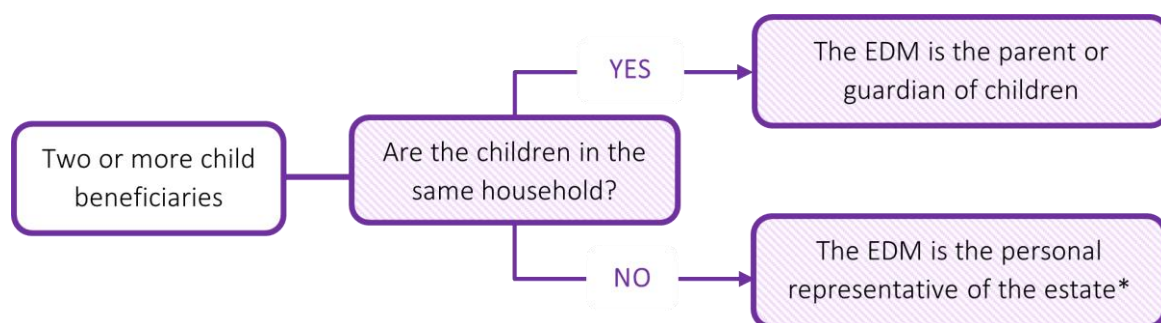 Two or more child
beneficiaries
Are the children in the
same household?
YES
The EDM is the parent or
guardian of children
NO
The EDM is the personal
representative of the estate*